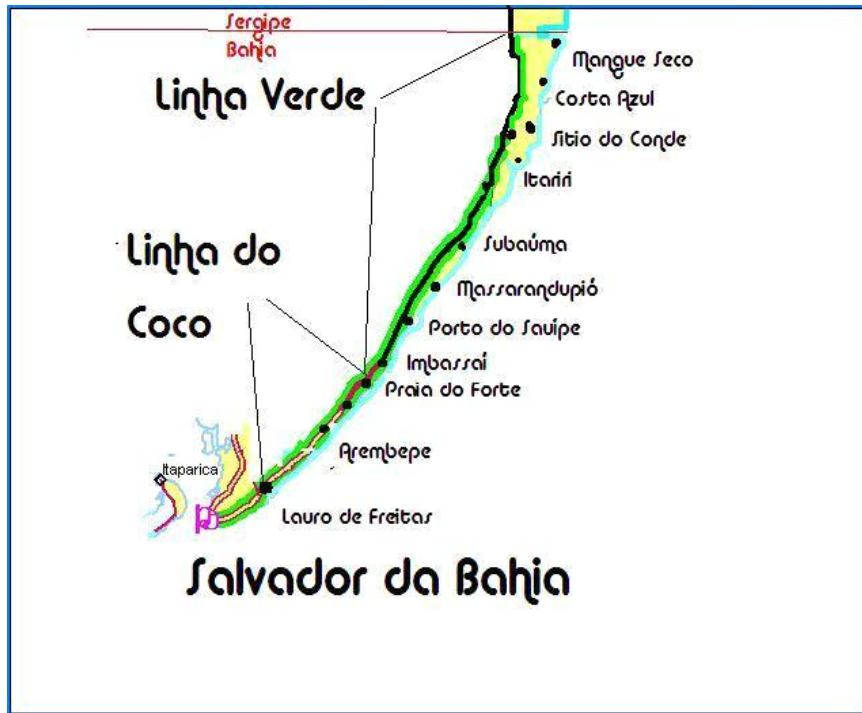 Sergipe
Bahia
Linha Verde
Mangue Seco
Costa Azul
Sitio do Conde
Itariri
Linha do
Coco
Subaúma
Massarandupió
Porto do Sauípe
Imbassaí
Praia do Forte
Arembepe
Itaparica
Lauro de Freitas
Salvador da Bahia